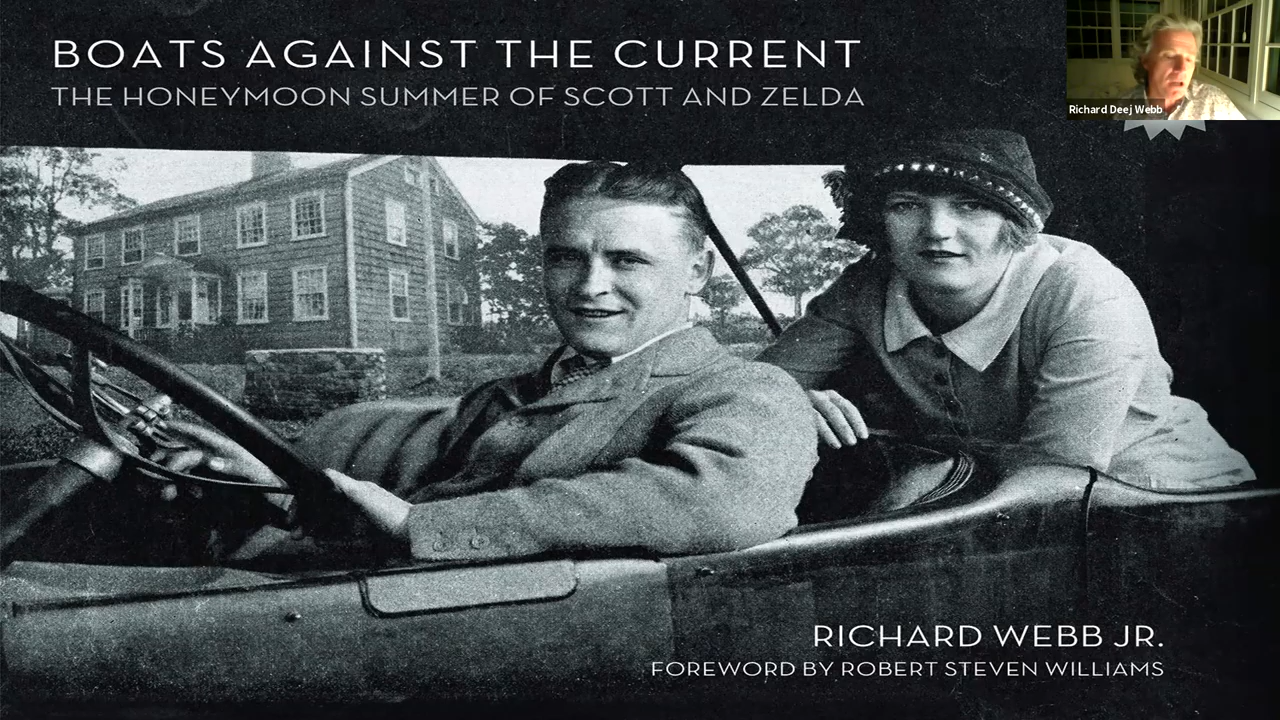 BOATS AGAINST THE CURRENT
THE HONEYMOON SUMMER OF SCOTT AND ZELDA
Richard Deej Webb
RICHARD WEBB JR.
FOREWORD BY ROBERT STEVEN WILLIAMS